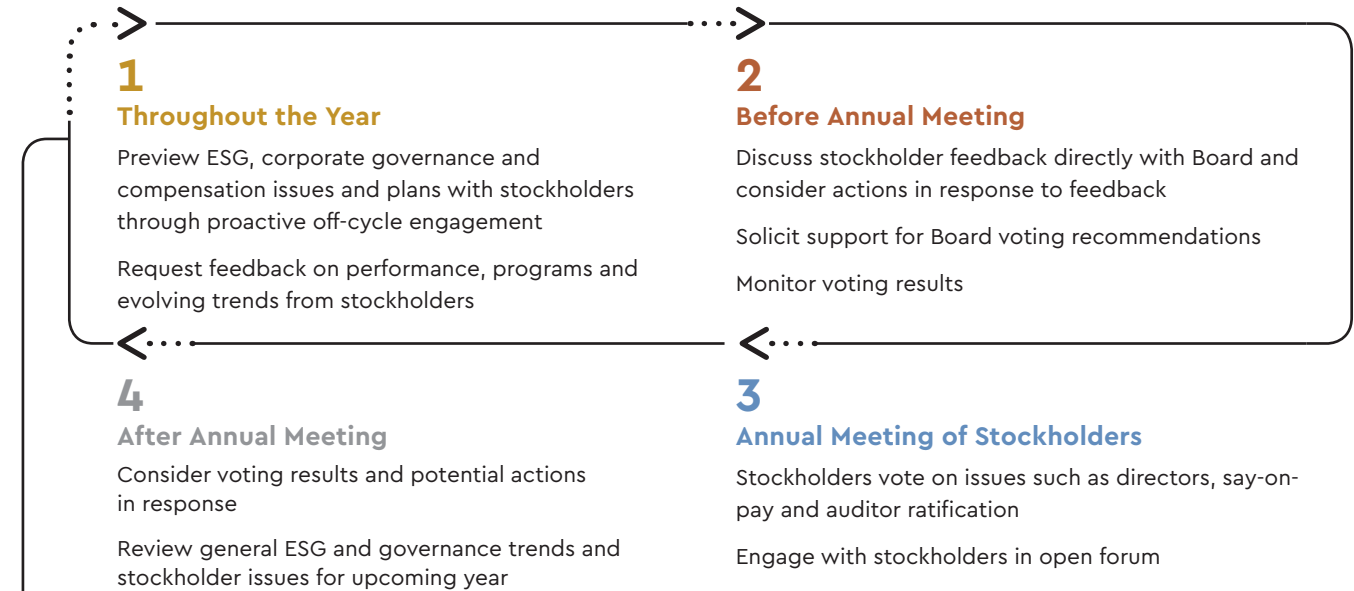 1
Throughout the Year
Preview ESG, corporate governance and
compensation issues and plans with stockholders
through proactive off-cycle engagement
Request feedback on performance, programs and
evolving trends from stockholders
2
Before Annual Meeting
Discuss stockholder feedback directly with Board and
consider actions in response to feedback
Solicit support for Board voting recommendations
Monitor voting results
3
Annual Meeting of Stockholders
Stockholders vote on issues such as directors, say-on-
pay and auditor ratification
Engage with stockholders in open forum
4
After Annual Meeting
Consider voting results and potential actions
in response
Review general ESG and governance trends and
stockholder issues for upcoming year